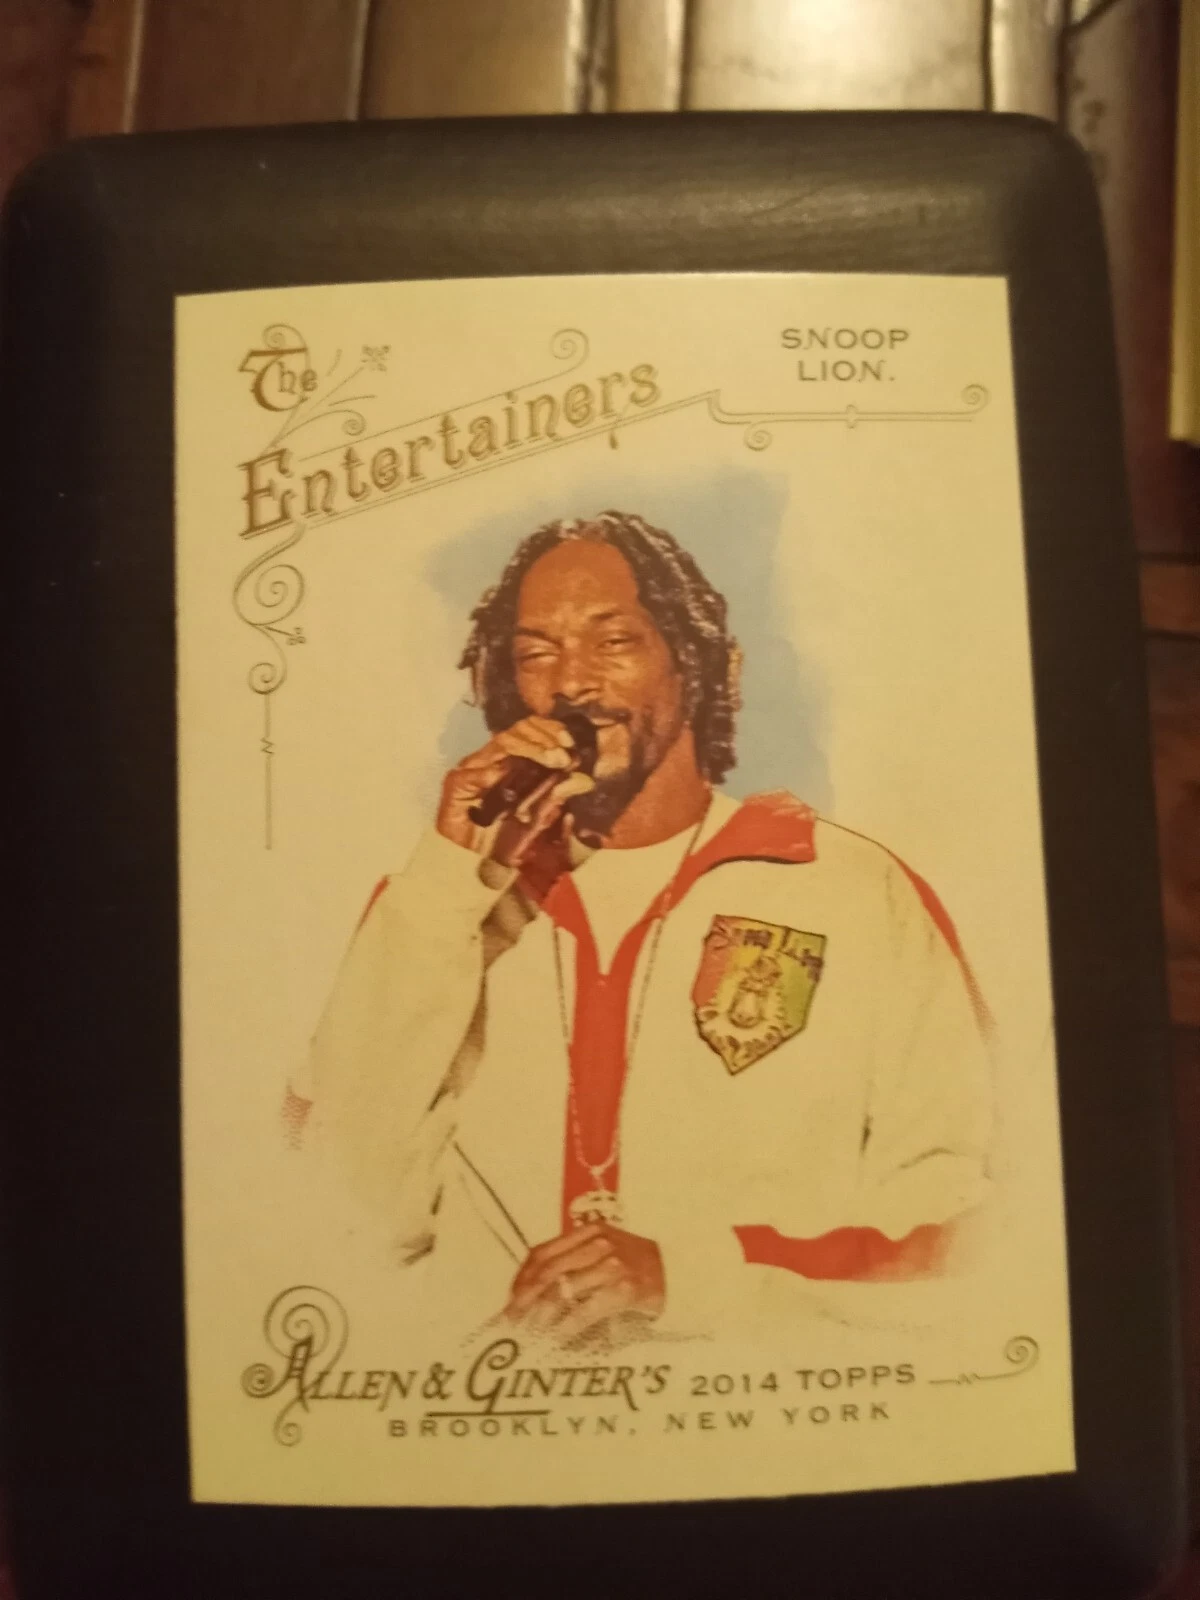 The
Entertainers
SNOOP
LION.
ALLEN & GINTER'S 2014 TOPPS
BROOKLYN, NEW YORK